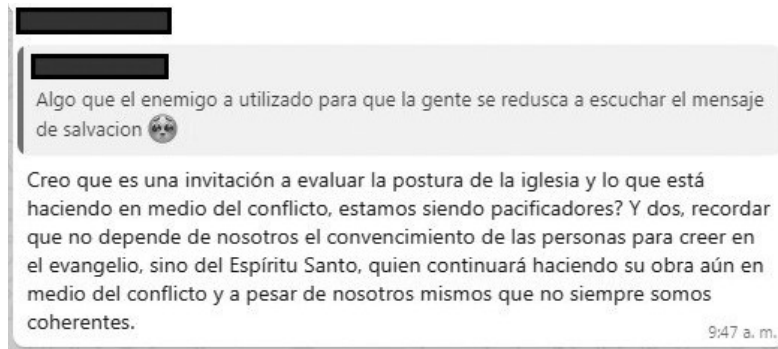 Algo que el enemigo a utilizado para que la gente se redusca a escuchar el mensaje
de salvacion 🥺
Creo que es una invitación a evaluar la postura de la iglesia y lo que está
haciendo en medio del conflicto, estamos siendo pacificadores? Y dos, recordar
que no depende de nosotros el convencimiento de las personas para creer en
el evangelio, sino del Espíritu Santo, quien continuará haciendo su obra aún en
medio del conflicto y a pesar de nosotros mismos que no siempre somos
coherentes.
9:47 a. m.